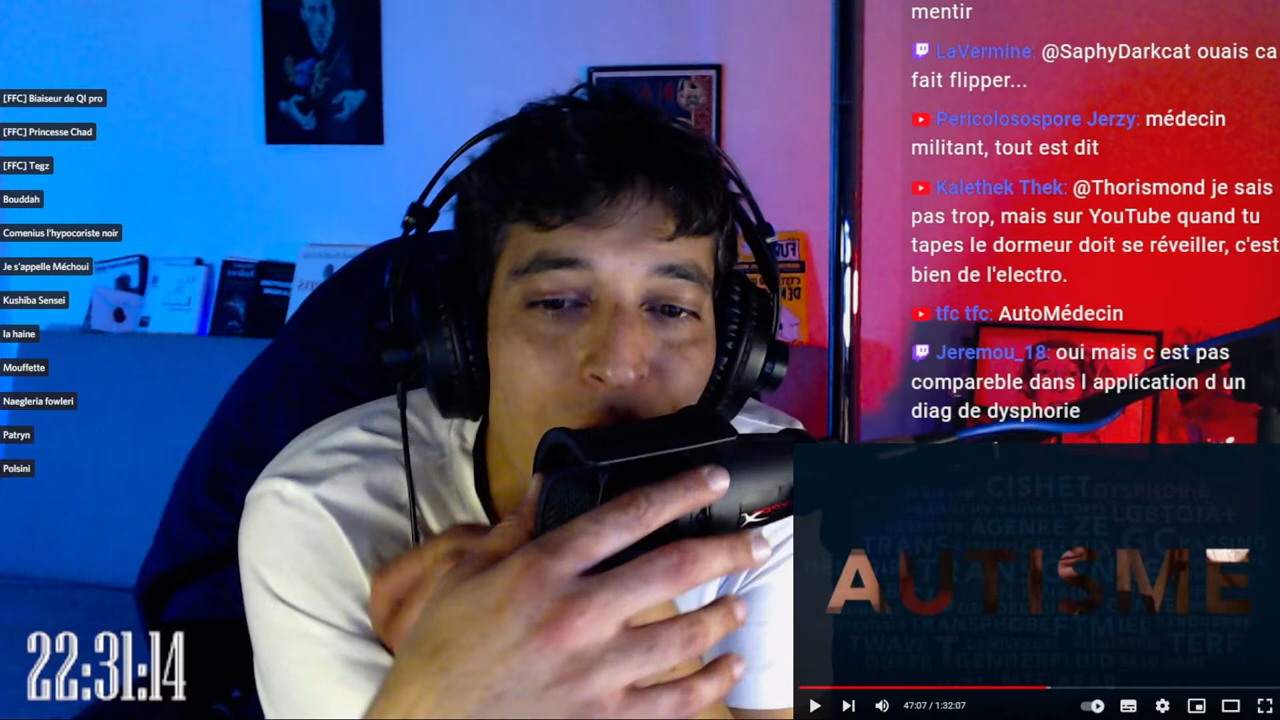 [FFC] Biaiseur de QI pro
[FFC] Princesse Chad
[FFC] Tegz
Bouddah
Comenius l'hypocoriste noir
Je s'appelle Méchoui
Kushiba Sensei
la haine
Mouffette
Naegleria fowleri
Patryn
Polsini
22:31:14
mentir
LaVermine: @SaphyDarkcat ouais ca
fait flipper...
Pericolosospore Jerzy: médecin
militant, tout est dit
Kalethek Thek: @Thorismond je sais
pas trop, mais sur YouTube quand tu
tapes le dormeur doit se réveiller, c'est
bien de l'electro.
tfc tfc: AutoMédecin
Jeremou_18: oui mais c est pas
compareble dans l application d un
diag de dysphorie
CISHET
AGENRE ZE LGBTQIA+
AUTISME
TWAW T GENDERFLUID TERF
47:07 / 1:32:07